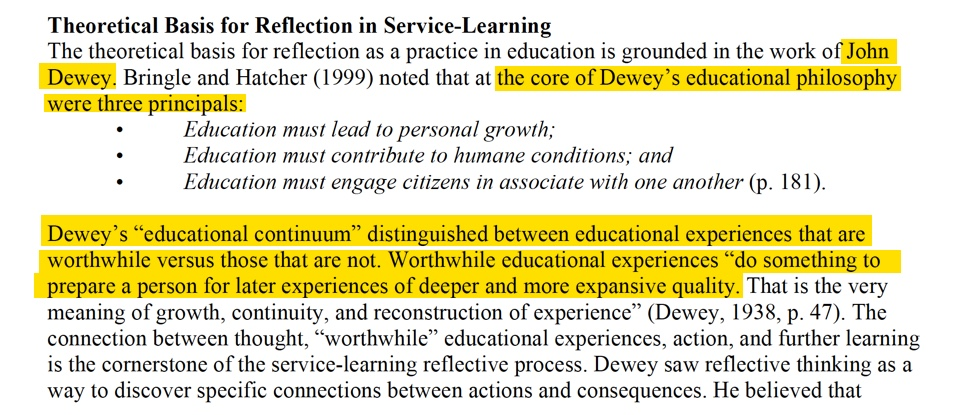 Theoretical Basis for Reflection in Service-Learning
The theoretical basis for reflection as a practice in education is grounded in the work of John
Dewey. Bringle and Hatcher (1999) noted that at the core of Dewey’s educational philosophy
were three principals:
• Education must lead to personal growth;
• Education must contribute to humane conditions; and
• Education must engage citizens in associate with one another (p. 181).
Dewey’s “educational continuum” distinguished between educational experiences that are
worthwhile versus those that are not. Worthwhile educational experiences “do something to
prepare a person for later experiences of deeper and more expansive quality. That is the very
meaning of growth, continuity, and reconstruction of experience” (Dewey, 1938, p. 47). The
connection between thought, “worthwhile” educational experiences, action, and further learning
is the cornerstone of the service-learning reflective process. Dewey saw reflective thinking as a
way to discover specific connections between actions and consequences. He believed that